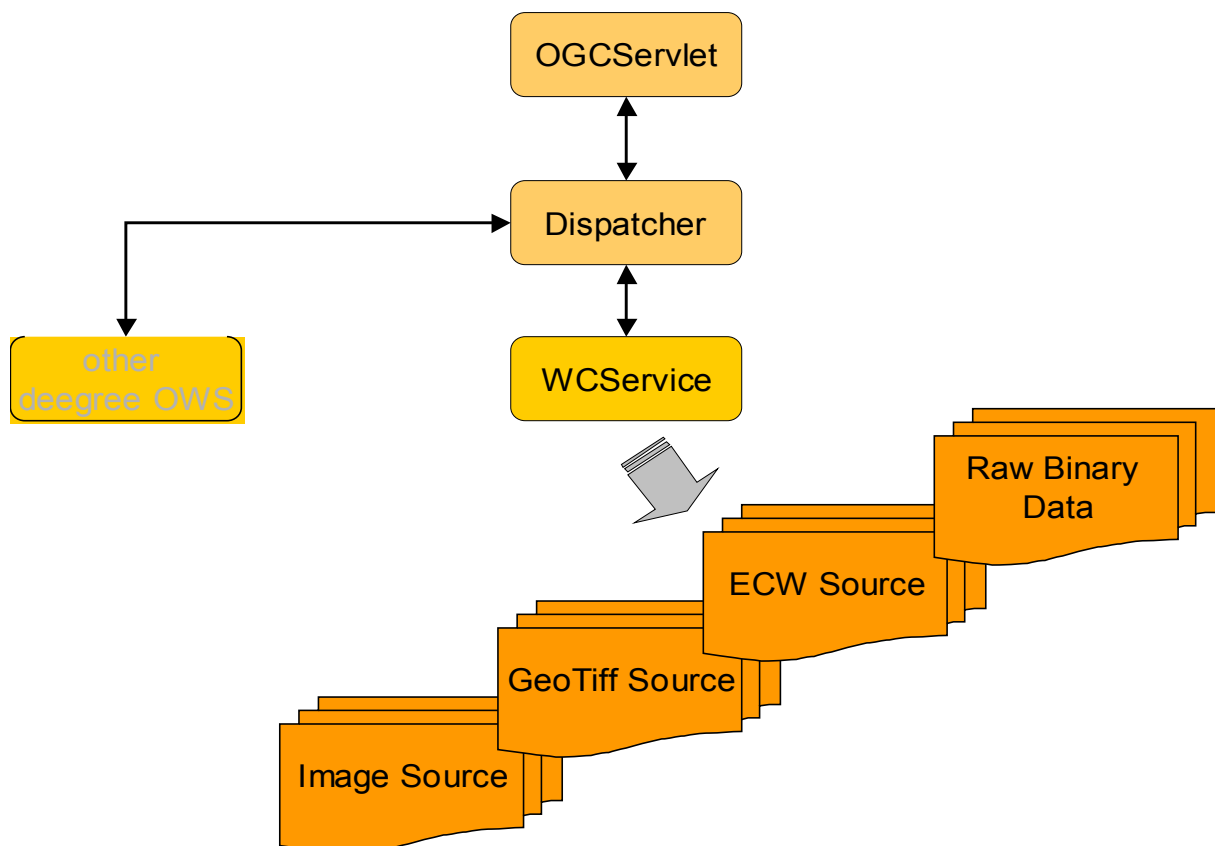 OGCServlet
Dispatcher
other
deegree OWS
WCService
Raw Binary
Data
ECW Source
GeoTiff Source
Image Source